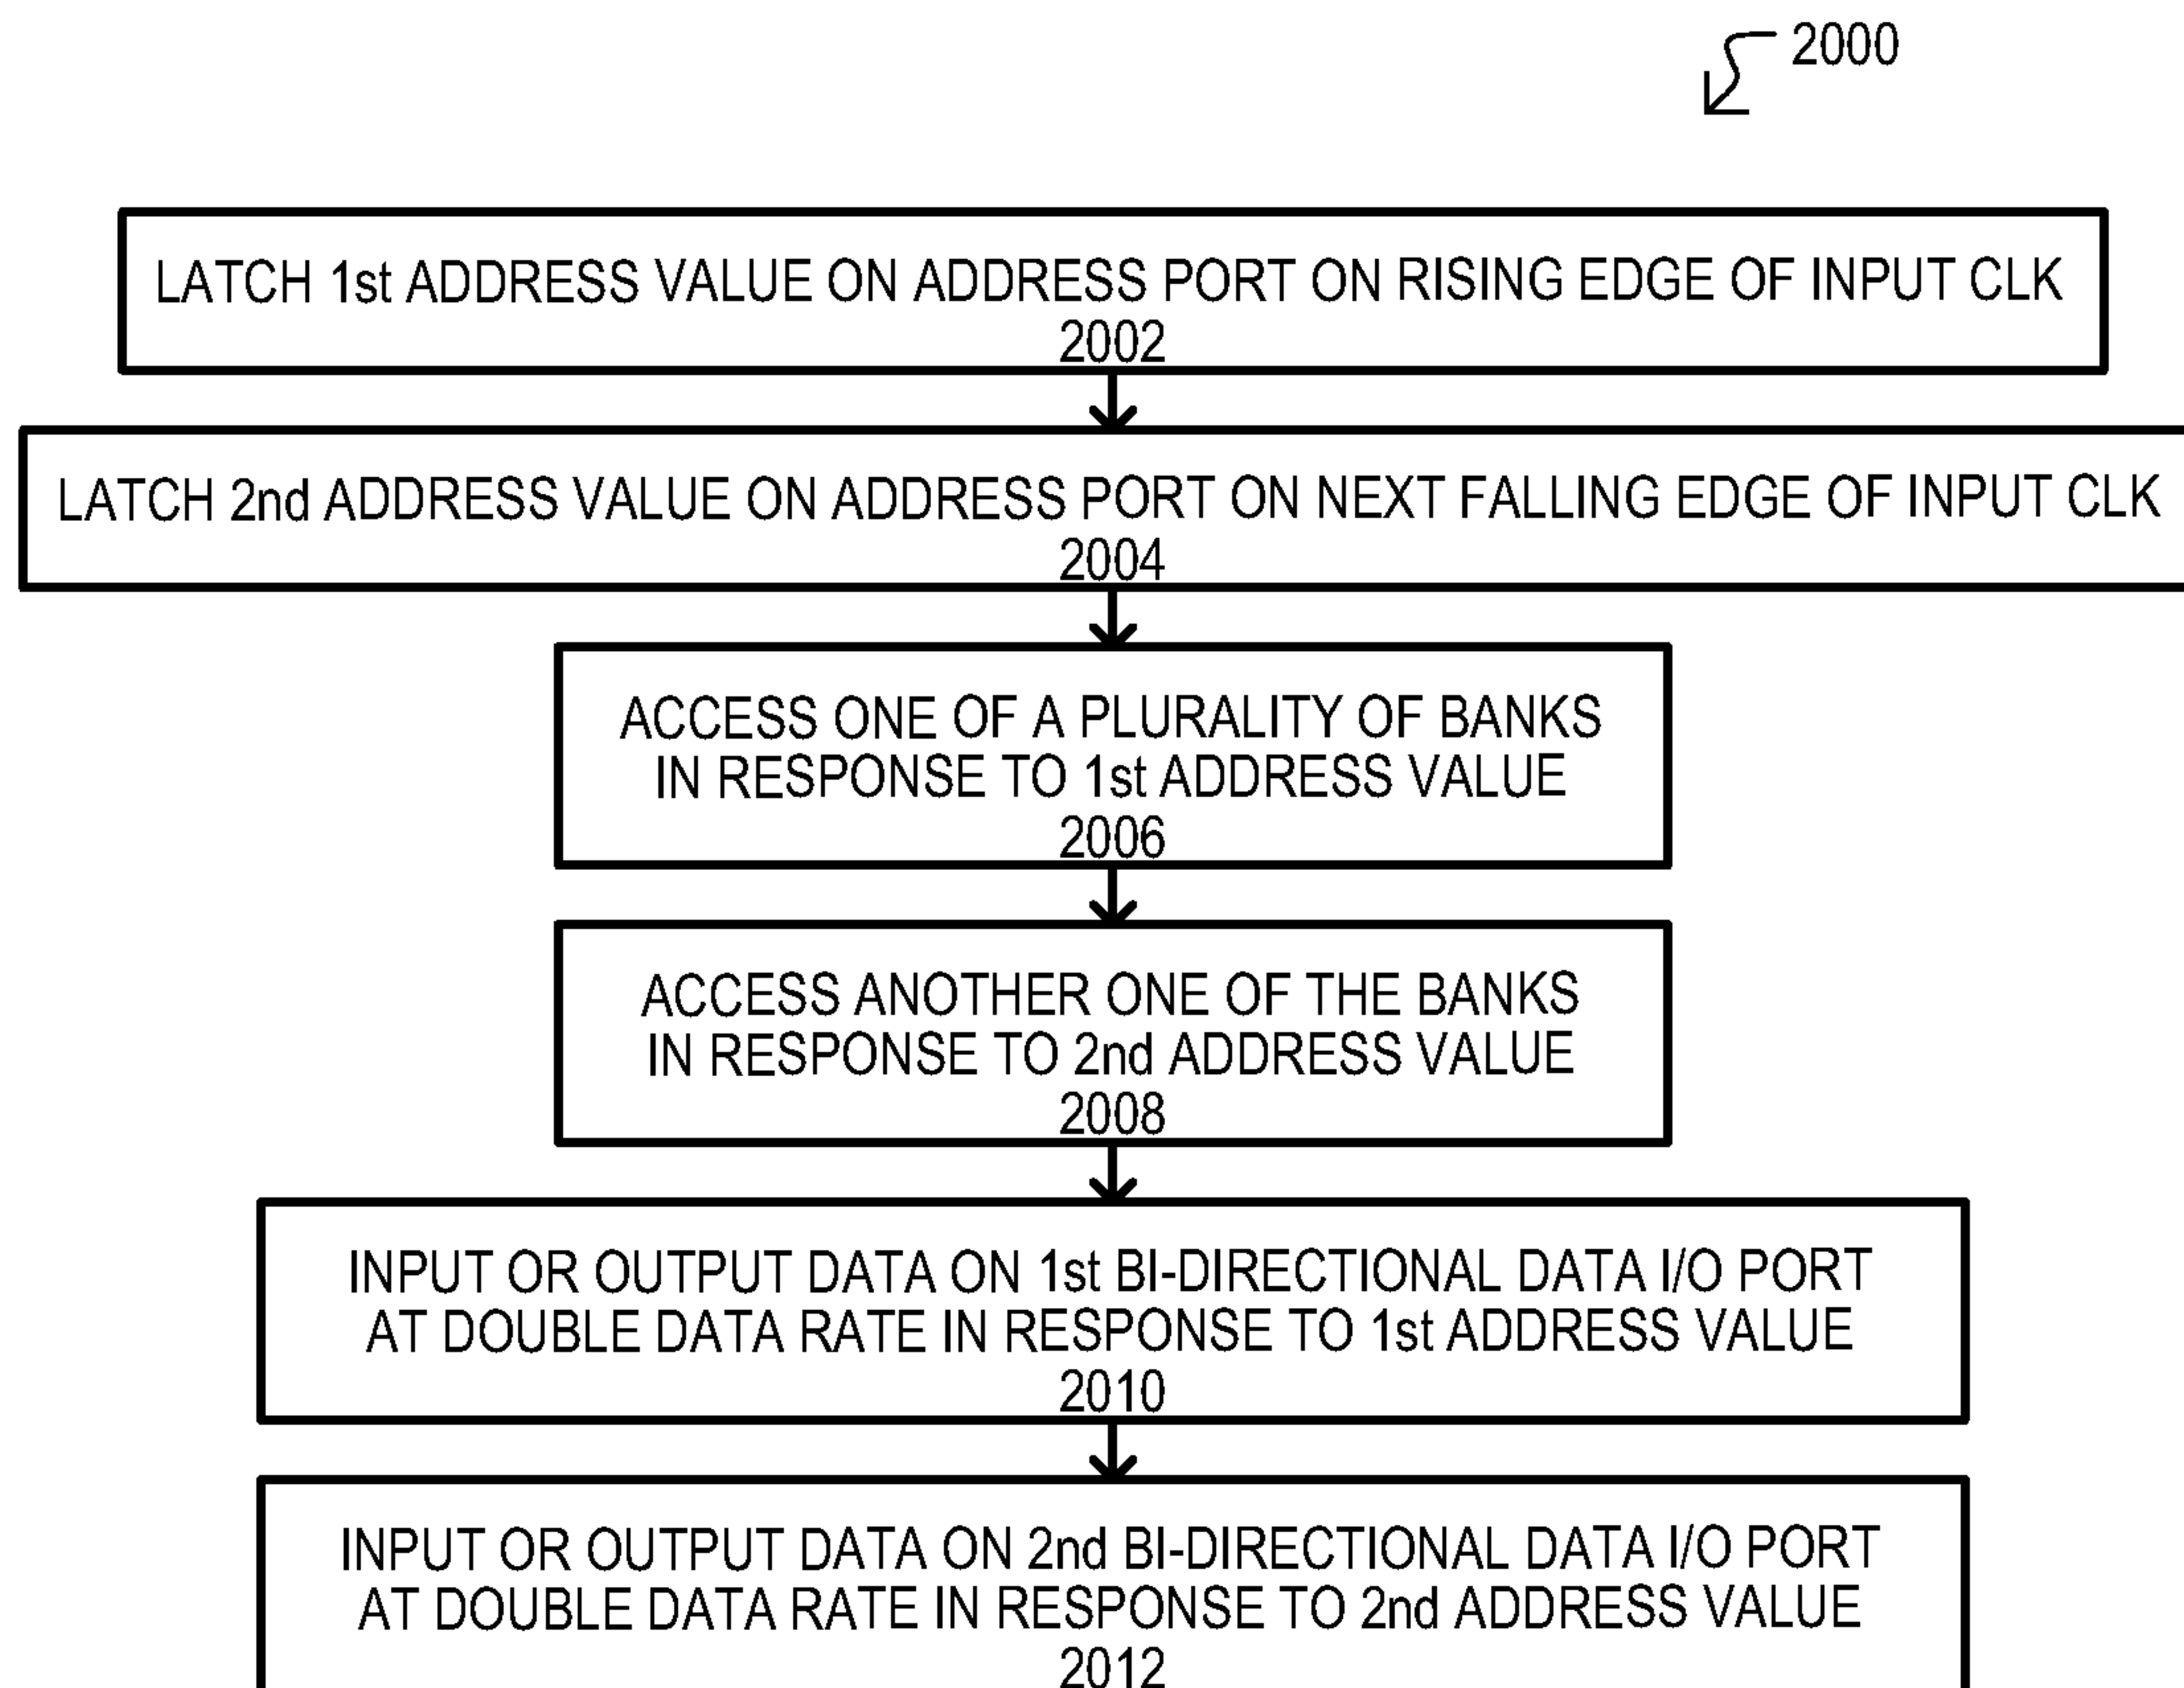 2000
LATCH 1st ADDRESS VALUE ON ADDRESS PORT ON RISING EDGE OF INPUT CLK
2002
LATCH 2nd ADDRESS VALUE ON ADDRESS PORT ON NEXT FALLING EDGE OF INPUT CLK
2004
ACCESS ONE OF A PLURALITY OF BANKS
IN RESPONSE TO 1st ADDRESS VALUE
2006
ACCESS ANOTHER ONE OF THE BANKS
IN RESPONSE TO 2nd ADDRESS VALUE
2008
INPUT OR OUTPUT DATA ON 1st BI-DIRECTIONAL DATA I/O PORT
AT DOUBLE DATA RATE IN RESPONSE TO 1st ADDRESS VALUE
2010
INPUT OR OUTPUT DATA ON 2nd BI-DIRECTIONAL DATA I/O PORT
AT DOUBLE DATA RATE IN RESPONSE TO 2nd ADDRESS VALUE
2012